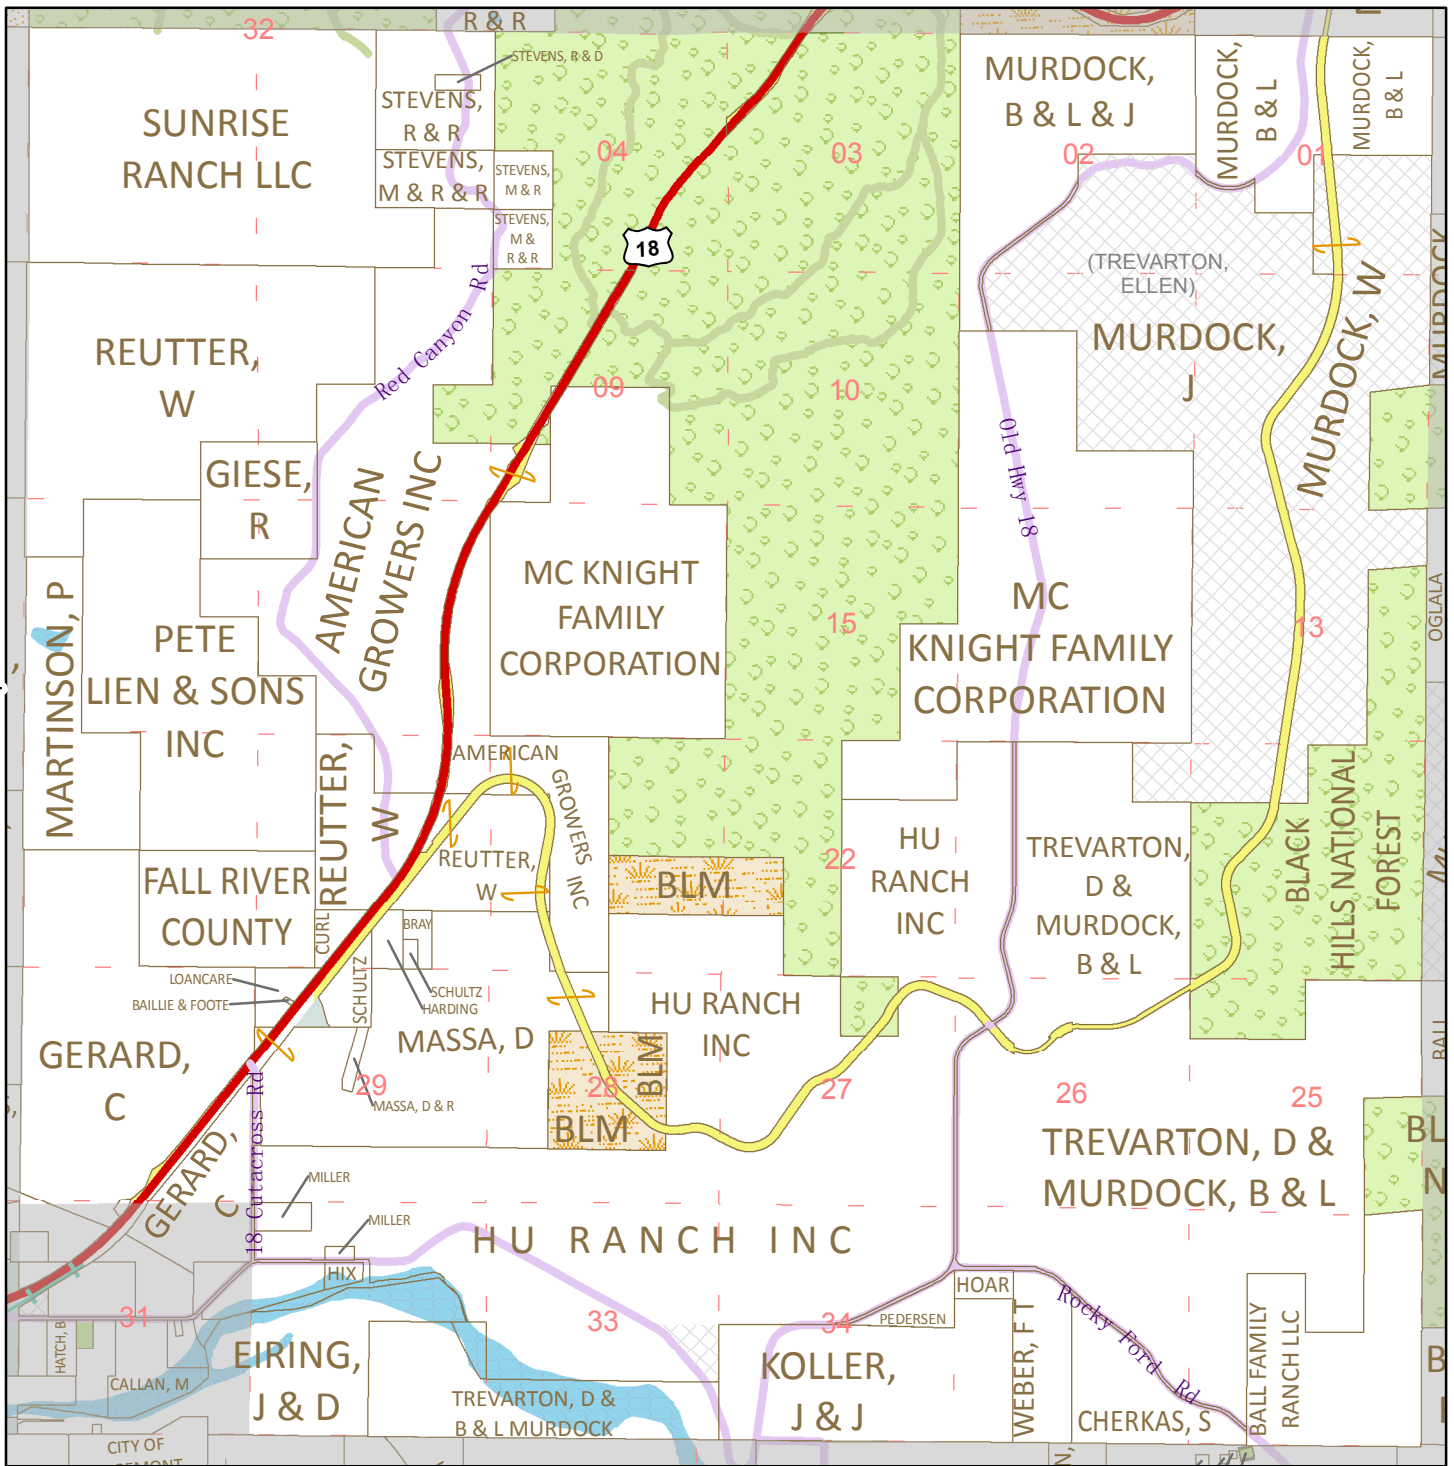 R & R
32
STEVENS, R & D
SUNRISE
RANCH LLC
STEVENS,
R & R
STEVENS,
M & R & R
STEVENS,
M & R
STEVENS,
M &
R & R
04
03
18
MURDOCK,
B & L & J
MURDOCK,
B & L
MURDOCK,
B & L
02
01
(TREVARTON,
ELLEN)
MURDOCK,
J
MURDOCK, W
MURDOCK
REUTTER,
W
Red Canyon Rd
09
10
GIESE,
R
AMERICAN
GROWERS INC
Old Hwy 18
MC KNIGHT
FAMILY
CORPORATION
15
MC
KNIGHT FAMILY
CORPORATION
13
OGLALA
MARTINSON, P
PETE
LIEN & SONS
INC
REUTTER,
W
AMERICAN
GROWERS
INC
REUTTER,
W
BLM
22
HU
RANCH
INC
TREVARTON,
D &
MURDOCK,
B & L
BLACK
HILLS NATIONAL
FOREST
FALL RIVER
COUNTY
CURL
BRAY
LOANCARE
BAILLIE & FOOTE
SCHULTZ
SCHULTZ
HARDING
MASSA, D
HU RANCH
INC
BALL
GERARD,
C
29
MASSA, D & R
28
BLM
BLM
27
26
25
TREVARTON, D &
MURDOCK, B & L
GERARD,
C
18 Cutacross Rd
MILLER
MILLER
HIX
HU RANCH INC
HOAR
PEDERSEN
31
33
34
Rocky Ford Rd
HATCH, B
CALLAN, M
EIRING,
J & D
TREVARTON, D &
B & L MURDOCK
KOLLER,
J & J
WEBER, F T
CHERKAS, S
BALL FAMILY
RANCH LLC
CITY OF